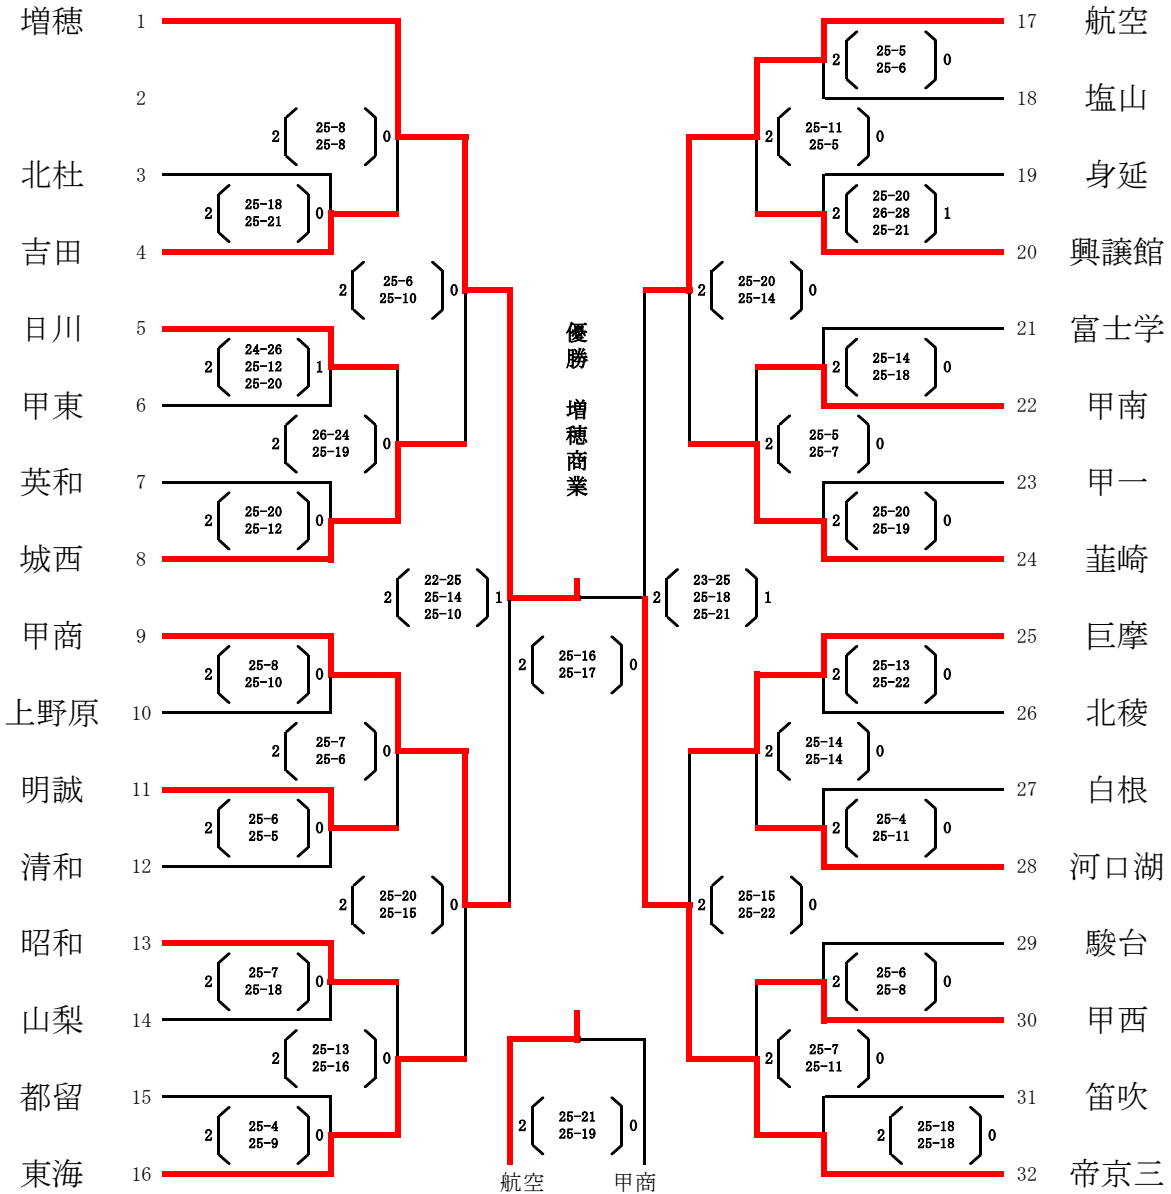 増穂 1
2
2 25-8 0
25-8
北杜 3
2 25-18 0
25-21
吉田 4
2 25-6 0
25-10
日川 5
24-26
2 25-12 1
25-20
甲東 6
2 26-24 0
25-19
英和 7
2 25-20 0
25-12
城西 8
22-25
2 25-14 1
25-10
甲商 9
2 25-8 0
25-10
上野原 10
2 25-7 0
25-6
明誠 11
2 25-6 0
25-5
清和 12
2 25-20 0
25-15
昭和 13
2 25-7 0
25-18
山梨 14
2 25-13 0
25-16
都留 15
2 25-4 0
25-9
東海 16
優勝 増穂商業
2 25-16 0
25-17
2 25-21 0
25-19
航空 甲商
17 航空
2 25-5 0
25-6
18 塩山
2 25-11 0
25-5
19 身延
25-20
2 26-28 1
25-21
20 興譲館
2 25-20 0
25-14
21 富士学
2 25-14 0
25-18
22 甲南
2 25-5 0
25-7
23 甲一
2 25-20 0
25-19
24 韮崎
23-25
2 25-18 1
25-21
25 巨摩
2 25-13 0
25-22
26 北稜
2 25-14 0
25-14
27 白根
2 25-4 0
25-11
28 河口湖
2 25-15 0
25-22
29 駿台
2 25-6 0
25-8
30 甲西
2 25-7 0
25-11
31 笛吹
2 25-18 0
25-18
32 帝京三